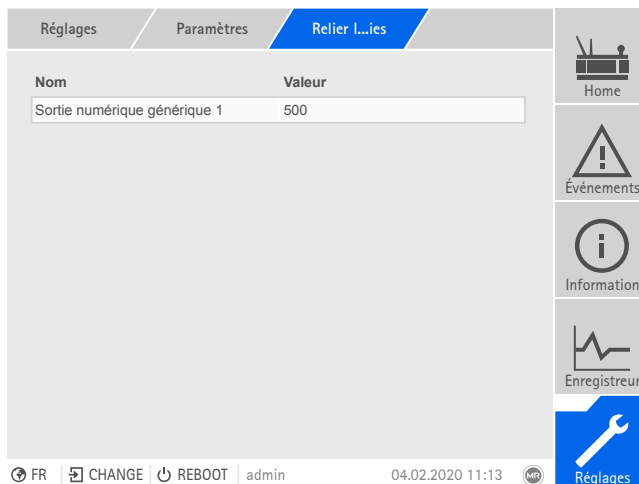 Réglages Paramètres Relier l...ies
Nom Valeur
Sortie numérique générique 1 500
Home
Événements
Information
Enregistreur
Réglages
FR CHANGE REBOOT admin 04.02.2020 11:13 MR